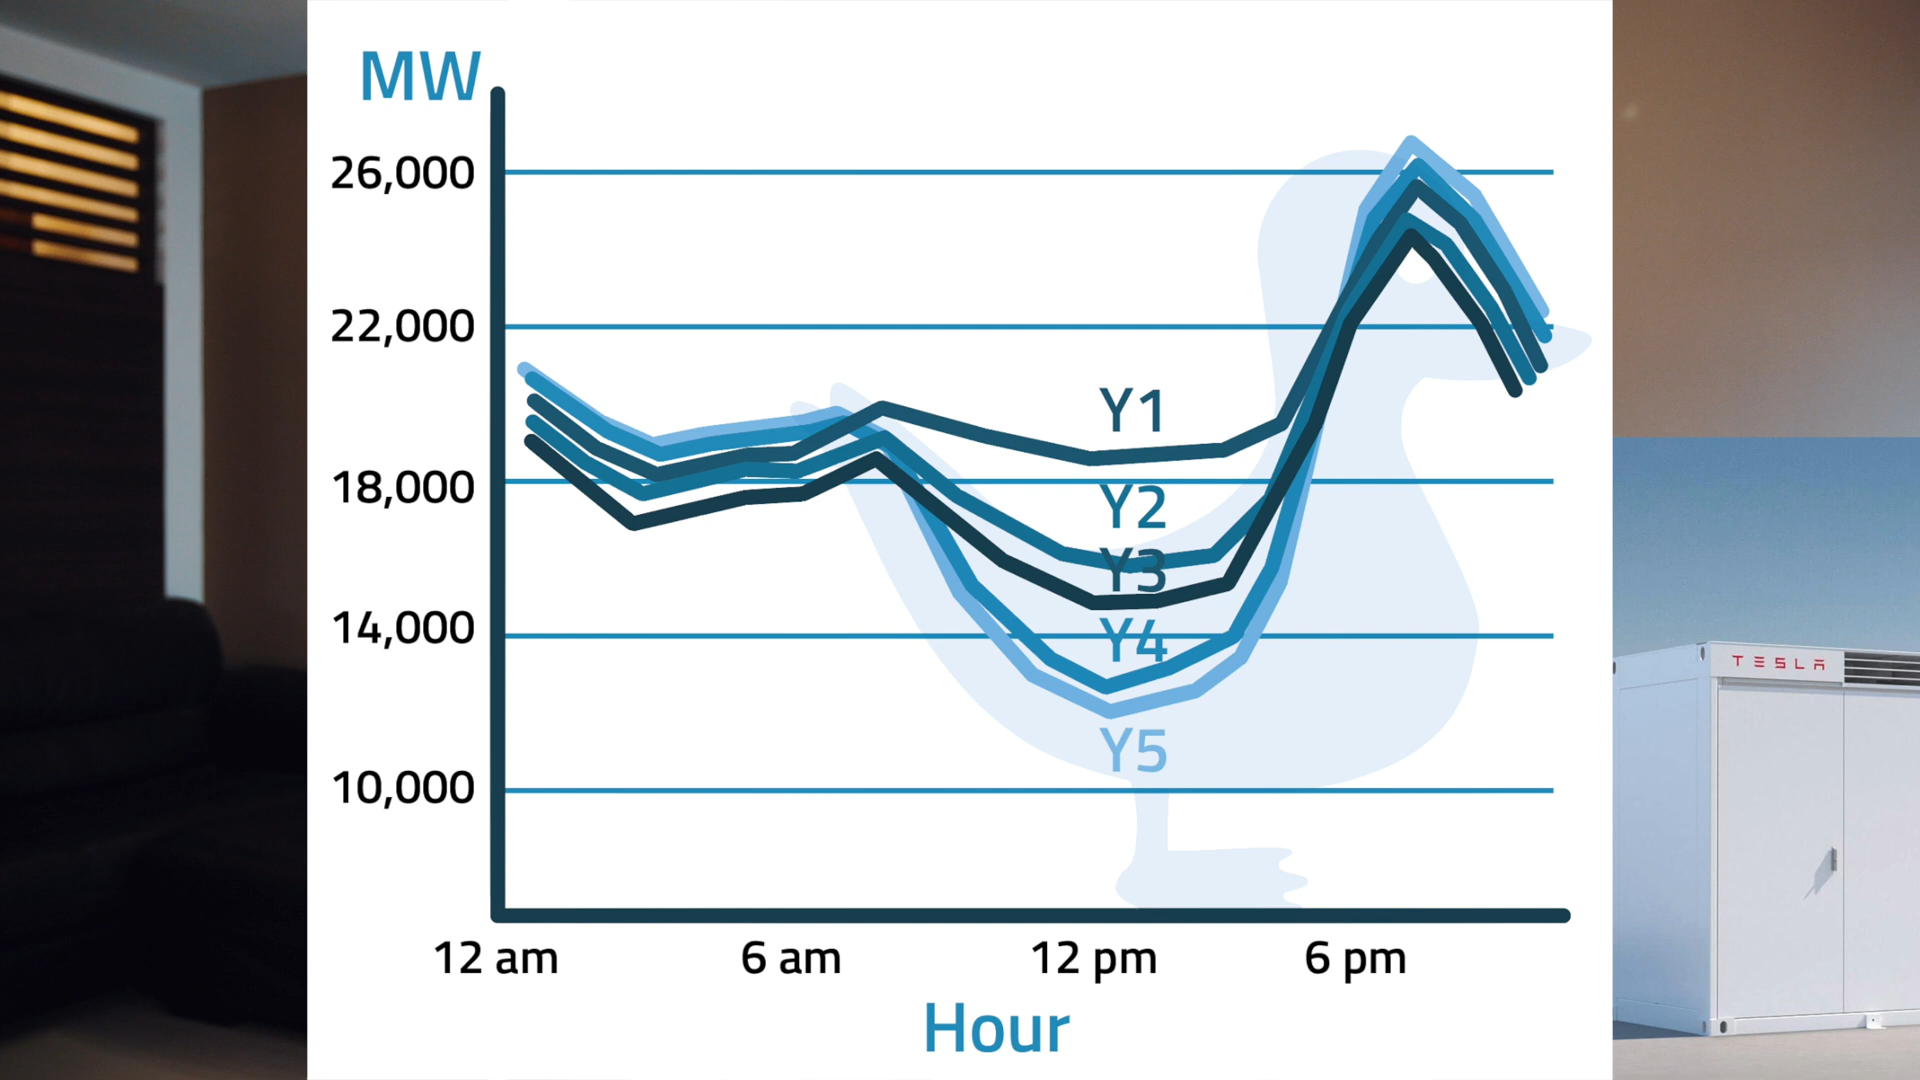 MW
26,000
22,000
18,000
14,000
10,000
Y1
Y2
Y3
Y4
Y5
12 am 6 am 12 pm 6 pm
Hour
TESLA